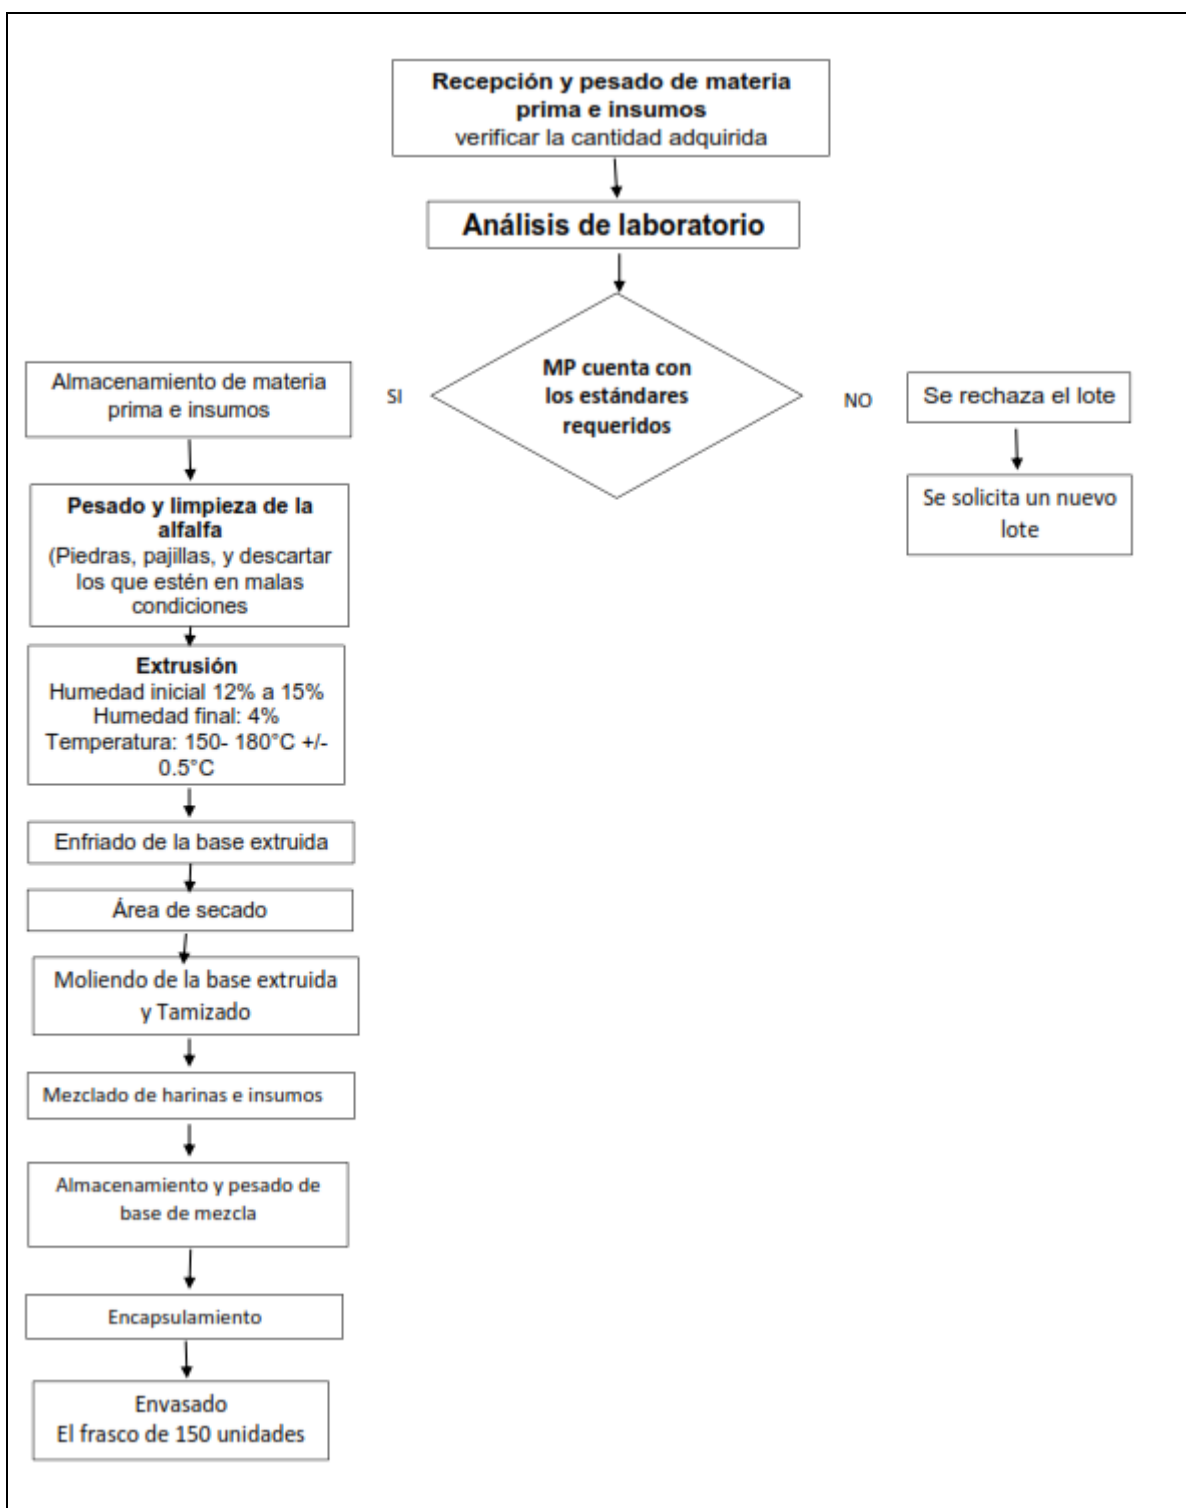 Recepción y pesado de materia
prima e insumos
verificar la cantidad adquirida
Análisis de laboratorio
MP cuenta con
los estándares
requeridos
SI
NO
Almacenamiento de materia
prima e insumos
Se rechaza el lote
Se solicita un nuevo
lote
Pesado y limpieza de la
alfalfa
(Piedras, pajillas, y descartar
los que estén en malas
condiciones
Extrusión
Humedad inicial 12% a 15%
Humedad final: 4%
Temperatura: 150- 180°C +/-
0.5°C
Enfriado de la base extruida
Área de secado
Moliendo de la base extruida
y Tamizado
Mezclado de harinas e insumos
Almacenamiento y pesado de
base de mezcla
Encapsulamiento
Envasado
El frasco de 150 unidades